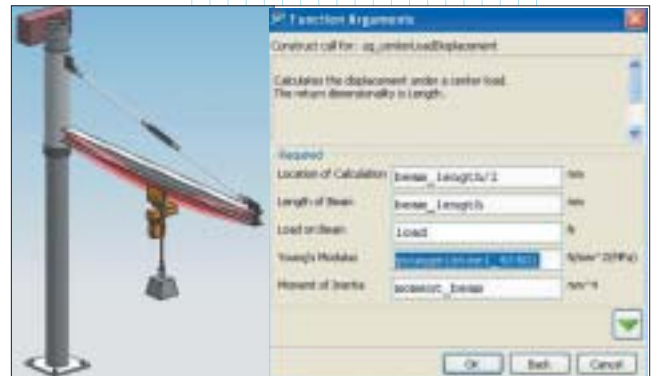 Function Arguments
Construct call for: ug_centerLoadDisplacement
Calculates the displacement under a center load.
The return dimensionality is Length.
Required
Location of Calculation beam_length/2 mm
Length of Beam beam_length mm
Load on Beam load N
Young's Modulus N/mm^2(MPa)
Moment of Inertia moment_beam mm^4
OK Back Cancel